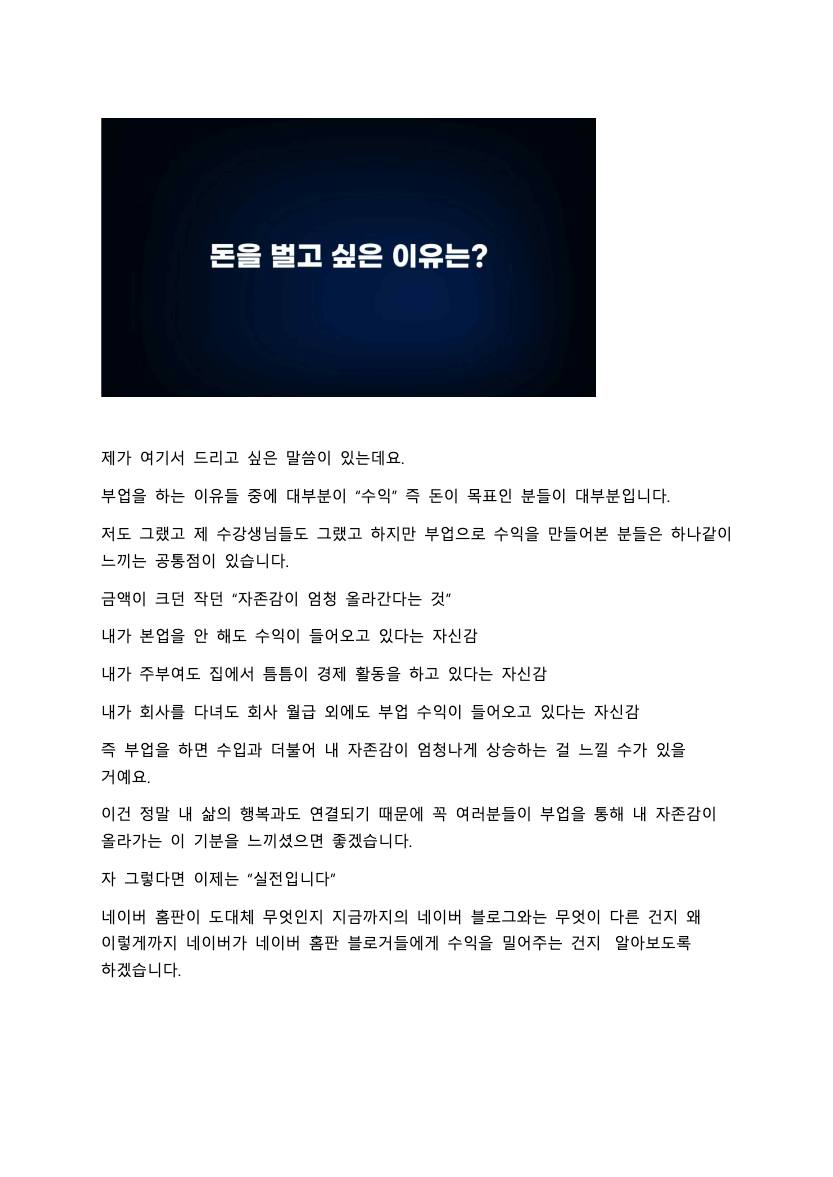 돈을 벌고 싶은 이유는?
제가 여기서 드리고 싶은 말씀이 있는데요.
부업을 하는 이유들 중에 대부분이 “수익” 즉 돈이 목표인 분들이 대부분입니다.
저도 그랬고 제 수강생님들도 그랬고 하지만 부업으로 수익을 만들어본 분들은 하나같이
느끼는 공통점이 있습니다.
금액이 크던 작던 “자존감이 엄청 올라간다는 것”
내가 본업을 안 해도 수익이 들어오고 있다는 자신감
내가 주부여도 집에서 틈틈이 경제 활동을 하고 있다는 자신감
내가 회사를 다녀도 회사 월급 외에도 부업 수익이 들어오고 있다는 자신감
즉 부업을 하면 수입과 더불어 내 자존감이 엄청나게 상승하는 걸 느낄 수가 있을
거예요.
이건 정말 내 삶의 행복과도 연결되기 때문에 꼭 여러분들이 부업을 통해 내 자존감이
올라가는 이 기분을 느끼셨으면 좋겠습니다.
자 그렇다면 이제는 “실전입니다”
네이버 홈판이 도대체 무엇인지 지금까지의 네이버 블로그와는 무엇이 다른 건지 왜
이렇게까지 네이버가 네이버 홈판 블로거들에게 수익을 밀어주는 건지  알아보도록
하겠습니다.